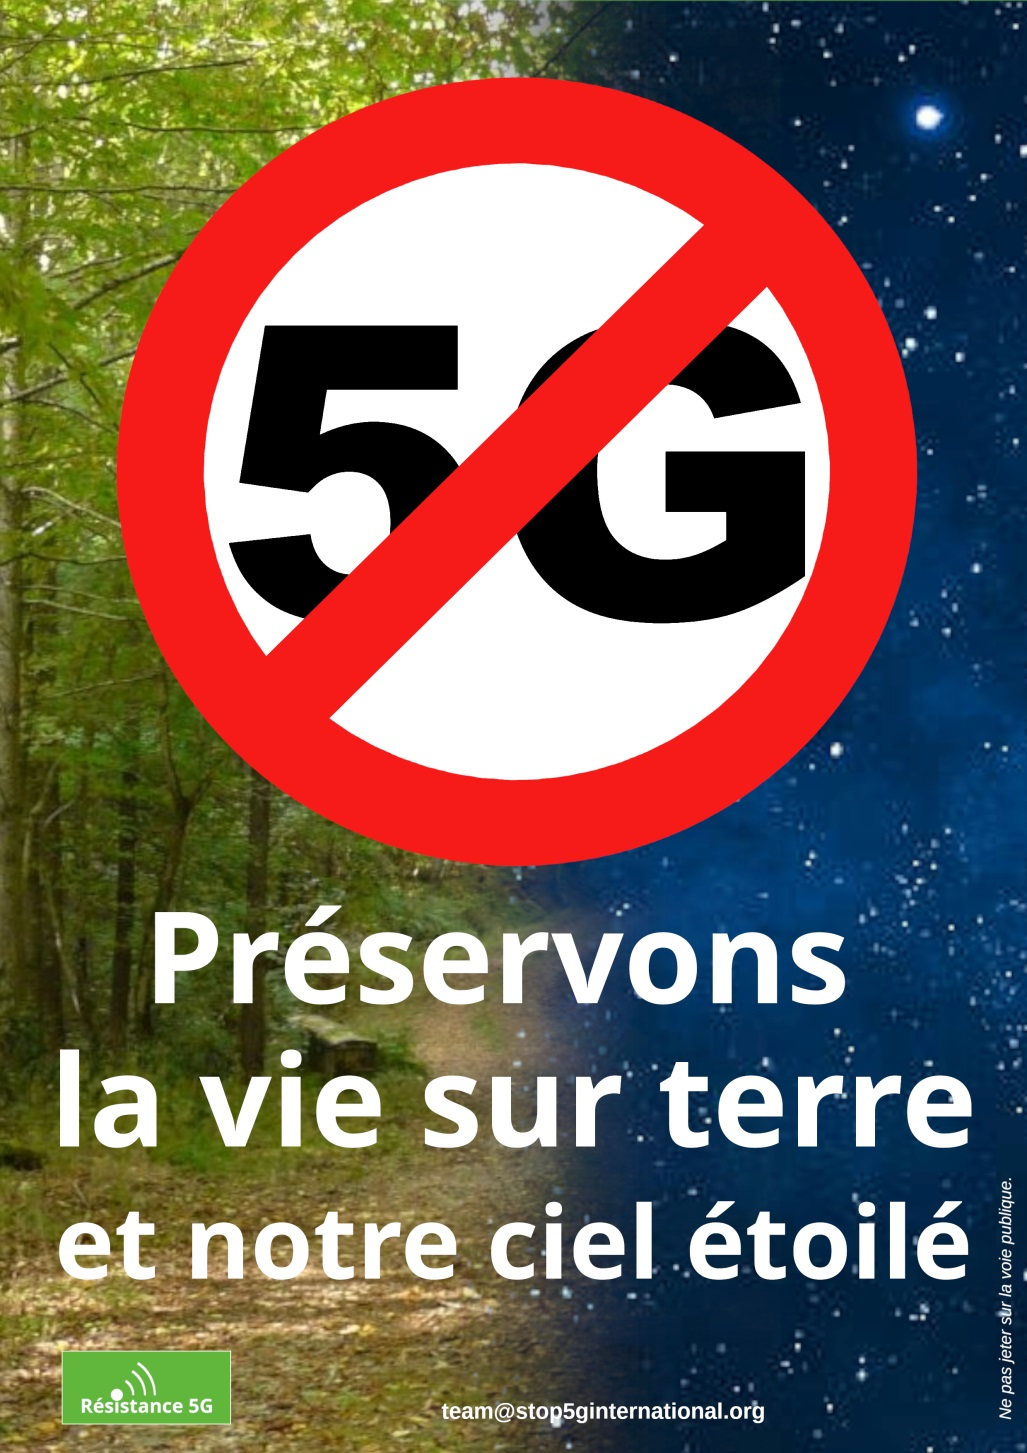 5G
Préservons
la vie sur terre
et notre ciel étoilé
Résistance 5G
team@stop5ginternational.org
Ne pas jeter sur la voie publique.